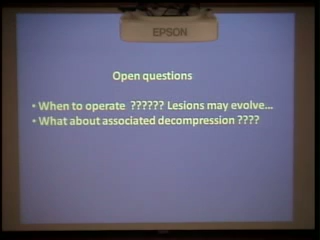 EPSON
Open questions
• When to operate ?????? Lesions may evolve...
• What about associated decompression ????